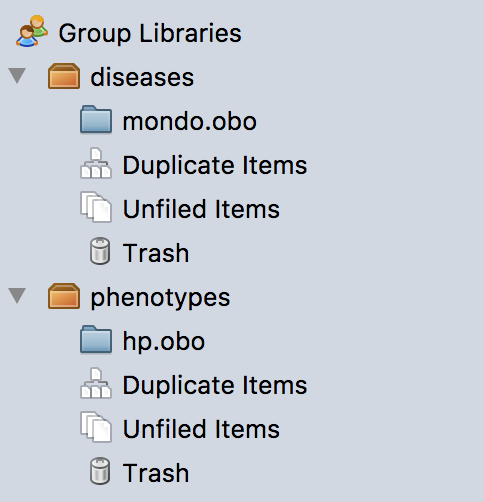 Group Libraries
diseases
mondo.obo
Duplicate Items
Unfiled Items
Trash
phenotypes
hp.obo
Duplicate Items
Unfiled Items
Trash